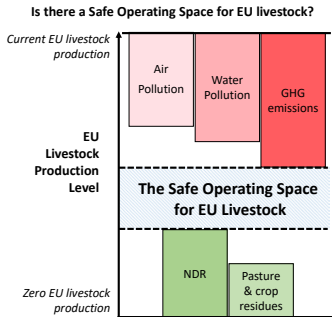 Is there a Safe Operating Space for EU livestock?
Current EU livestock
production
Air
Pollution
Water
Pollution
GHG
emissions
EU
Livestock
Production
Level
The Safe Operating Space
for EU Livestock
NDR
Pasture
& crop
residues
Zero EU livestock
production